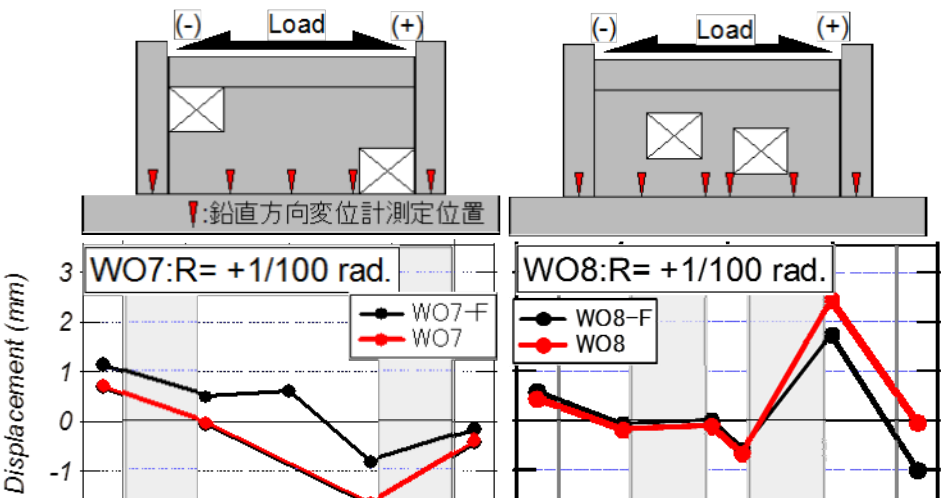 (-) Load (+)
(-) Load (+)
:鉛直方向変位計測定位置
WO7:R= +1/100 rad.
WO8:R= +1/100 rad.
WO7-F
WO7
WO8-F
WO8
Displacement (mm)
3
2
1
0
-1